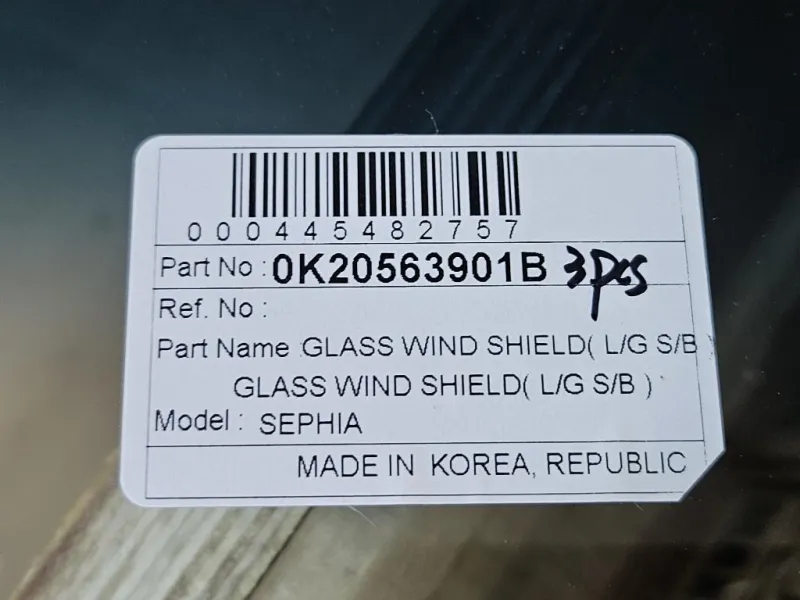 000445482757
Part No : 0K20563901B 3pcs
Ref. No :
Part Name :GLASS WIND SHIELD( L/G S/B )
GLASS WIND SHIELD( L/G S/B )
Model : SEPHIA
MADE IN KOREA, REPUBLIC